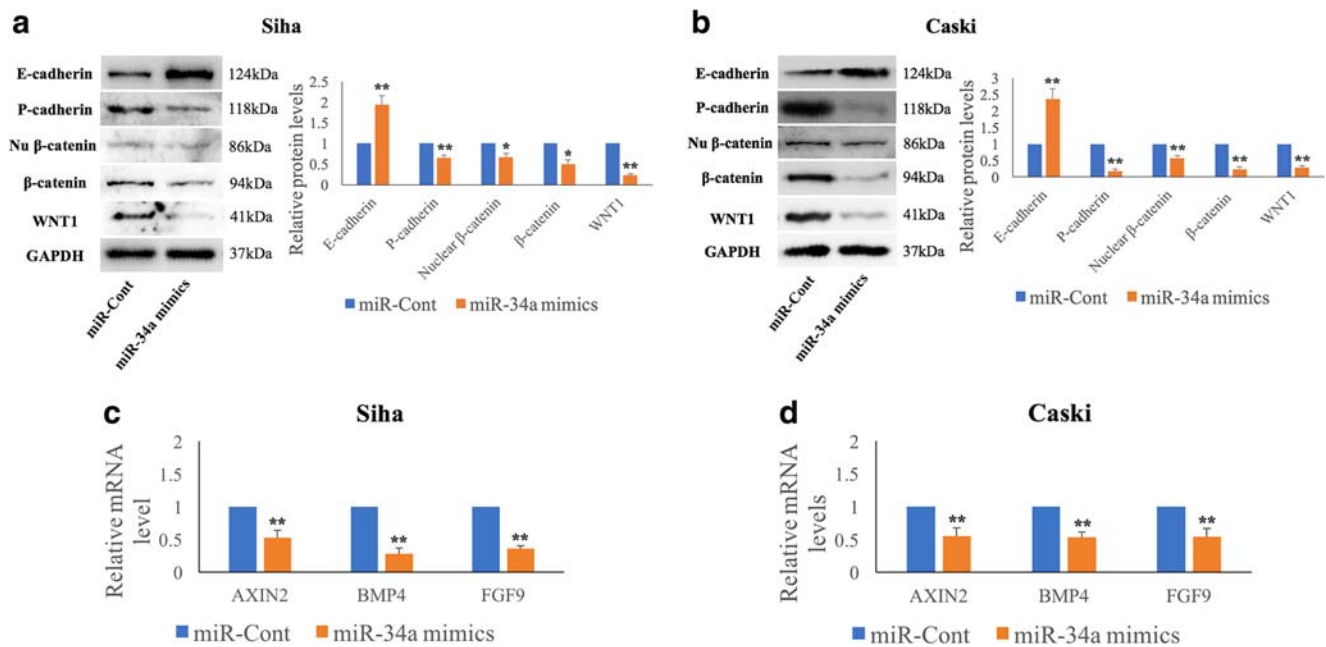 a
Siha
E-cadherin 124kDa
P-cadherin 118kDa
Nu β-catenin 86kDa
β-catenin 94kDa
WNT1 41kDa
GAPDH 37kDa
miR-Cont
miR-34a mimics
Relative protein levels
2.5
2
1.5
1
0.5
0
** ** * * **
E-cadherin
P-cadherin
Nuclear β-catenin
β-catenin
WNT1
miR-Cont miR-34a mimics
b
Caski
E-cadherin 124kDa
P-cadherin 118kDa
Nu β-catenin 86kDa
β-catenin 94kDa
WNT1 41kDa
GAPDH 37kDa
miR-Cont
miR-34a mimics
Relative protein levels
3
2.5
2
1.5
1
0.5
0
** ** ** ** **
E-cadherin
P-cadherin
Nuclear β-catenin
β-catenin
WNT1
miR-Cont miR-34a mimics
c
Siha
Relative mRNA
level
2
1.5
1
0.5
0
** ** **
AXIN2 BMP4 FGF9
miR-Cont miR-34a mimics
d
Caski
Relative mRNA
levels
2
1.5
1
0.5
0
** ** **
AXIN2 BMP4 FGF9
miR-Cont miR-34a mimics